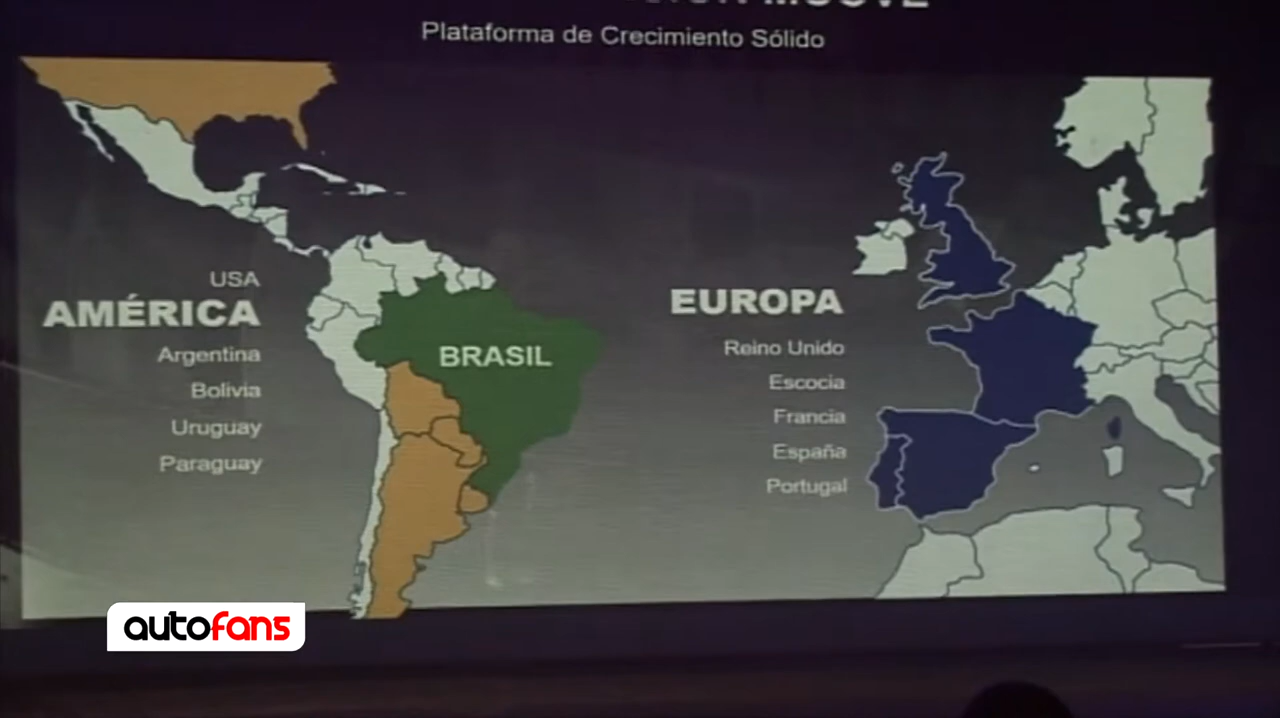 MOOVE
Plataforma de Crecimiento Sólido
USA
AMÉRICA
Argentina
Bolivia
Uruguay
Paraguay
BRASIL
EUROPA
Reino Unido
Escocia
Francia
España
Portugal
autofans